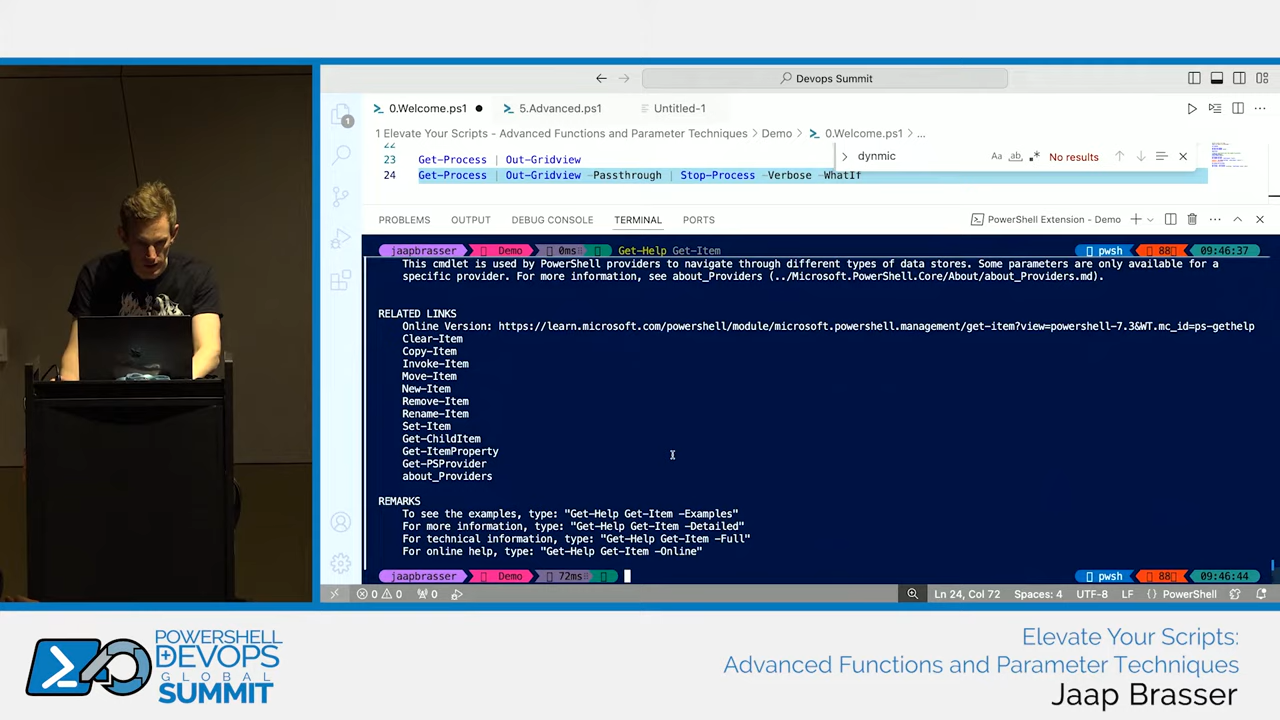 Devops Summit
0.Welcome.ps1
5.Advanced.ps1
Untitled-1
1 Elevate Your Scripts - Advanced Functions and Parameter Techniques > Demo > 0.Welcome.ps1 > ...
dynmic
Aa ab .* No results
22
23 Get-Process | Out-Gridview
24 Get-Process | Out-Gridview -Passthrough | Stop-Process -Verbose -WhatIf
1
PROBLEMS OUTPUT DEBUG CONSOLE TERMINAL PORTS
PowerShell Extension - Demo
jaapbrasser Demo 0ms Get-Help Get-Item pwsh 88 09:46:37
This cmdlet is used by PowerShell providers to navigate through different types of data stores. Some parameters are only available for a
specific provider. For more information, see about_Providers (../Microsoft.PowerShell.Core/About/about_Providers.md).
RELATED LINKS
Online Version: https://learn.microsoft.com/powershell/module/microsoft.powershell.management/get-item?view=powershell-7.3&WT.mc_id=ps-gethelp
Clear-Item
Copy-Item
Invoke-Item
Move-Item
New-Item
Remove-Item
Rename-Item
Set-Item
Get-ChildItem
Get-ItemProperty
Get-PSProvider
about_Providers
REMARKS
To see the examples, type: "Get-Help Get-Item -Examples"
For more information, type: "Get-Help Get-Item -Detailed"
For technical information, type: "Get-Help Get-Item -Full"
For online help, type: "Get-Help Get-Item -Online"
jaapbrasser Demo 72ms pwsh 88 09:46:44
0 0 0 Ln 24, Col 72 Spaces: 4 UTF-8 LF {} PowerShell
POWERSHELL
DEVOPS
GLOBAL
SUMMIT
Elevate Your Scripts:
Advanced Functions and Parameter Techniques
Jaap Brasser